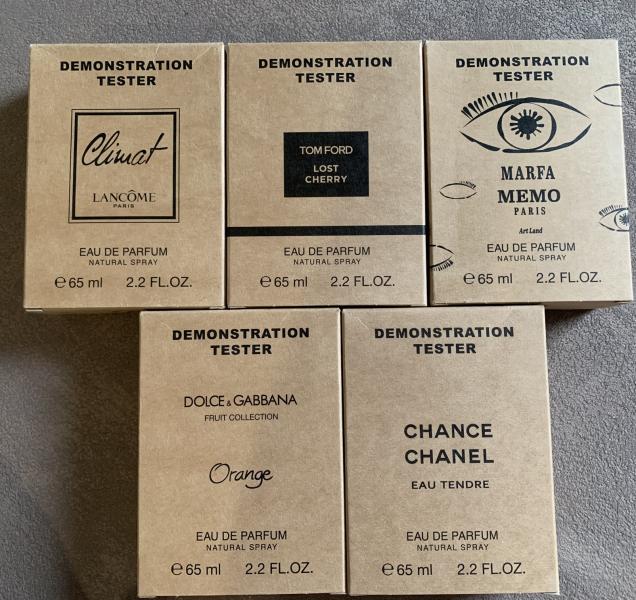 DEMONSTRATION
TESTER
Climat
LANCÔME
PARIS
EAU DE PARFUM
NATURAL SPRAY
℮ 65 ml 2.2 FL.OZ.
DEMONSTRATION
TESTER
TOM FORD
LOST
CHERRY
EAU DE PARFUM
NATURAL SPRAY
℮ 65 ml 2.2 FL.OZ.
DEMONSTRATION
TESTER
MARFA
MEMO
PARIS
Art Land
EAU DE PARFUM
NATURAL SPRAY
℮ 65 ml 2.2 FL.OZ.
DEMONSTRATION
TESTER
DOLCE & GABBANA
FRUIT COLLECTION
Orange
EAU DE PARFUM
NATURAL SPRAY
℮ 65 ml 2.2 FL.OZ.
DEMONSTRATION
TESTER
CHANCE
CHANEL
EAU TENDRE
EAU DE PARFUM
NATURAL SPRAY
℮ 65 ml 2.2 FL.OZ.